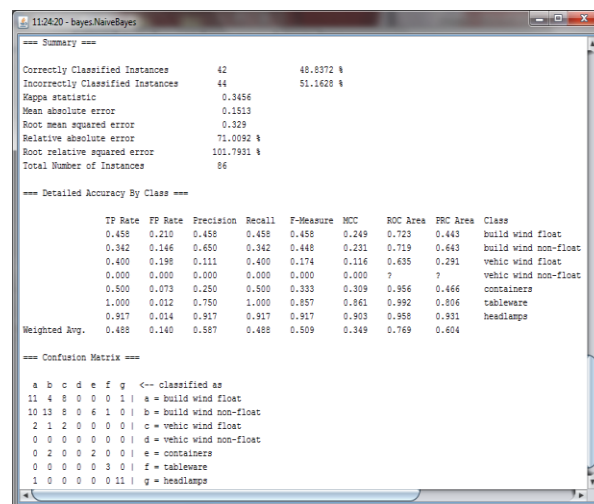 11:24:20 - bayes.NaiveBayes
=== Summary ===
Correctly Classified Instances 42 48.8372 %
Incorrectly Classified Instances 44 51.1628 %
Kappa statistic 0.3456
Mean absolute error 0.1513
Root mean squared error 0.329
Relative absolute error 71.0092 %
Root relative squared error 101.7931 %
Total Number of Instances 86
=== Detailed Accuracy By Class ===
TP Rate FP Rate Precision Recall F-Measure MCC ROC Area PRC Area Class
0.458 0.210 0.458 0.458 0.458 0.249 0.723 0.443 build wind float
0.342 0.146 0.650 0.342 0.448 0.231 0.719 0.643 build wind non-float
0.400 0.198 0.111 0.400 0.174 0.116 0.635 0.291 vehic wind float
0.000 0.000 0.000 0.000 0.000 0.000 ? ? vehic wind non-float
0.500 0.073 0.250 0.500 0.333 0.309 0.956 0.466 containers
1.000 0.012 0.750 1.000 0.857 0.861 0.992 0.806 tableware
0.917 0.014 0.917 0.917 0.917 0.903 0.958 0.931 headlamps
Weighted Avg. 0.488 0.140 0.587 0.488 0.509 0.349 0.769 0.604
=== Confusion Matrix ===
a b c d e f g <-- classified as
11 4 8 0 0 0 1 | a = build wind float
10 13 8 0 6 1 0 | b = build wind non-float
2 1 2 0 0 0 0 | c = vehic wind float
0 0 0 0 0 0 0 | d = vehic wind non-float
0 2 0 0 2 0 0 | e = containers
0 0 0 0 0 3 0 | f = tableware
1 0 0 0 0 0 11 | g = headlamps